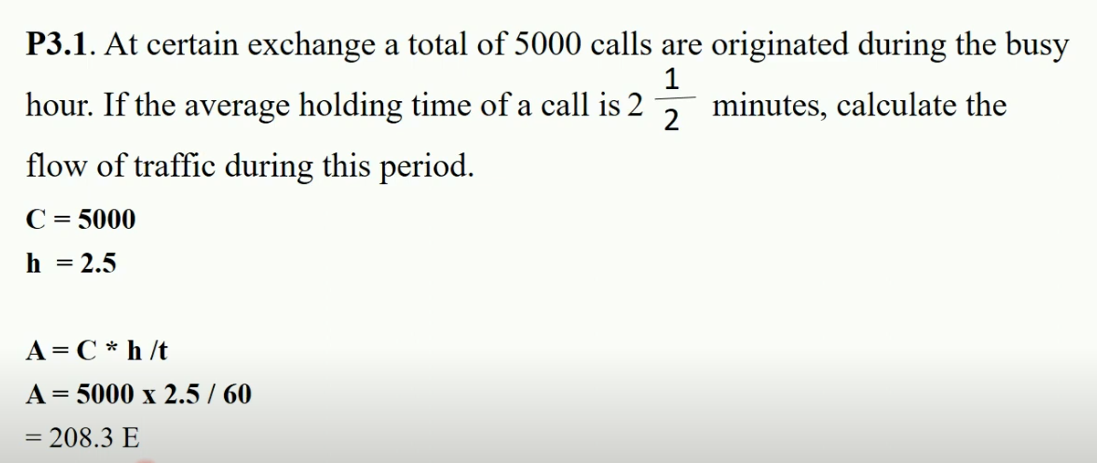 P3.1. At certain exchange a total of 5000 calls are originated during the busy
hour. If the average holding time of a call is 2 1/2 minutes, calculate the
flow of traffic during this period.
C = 5000
h = 2.5
A = C * h /t
A = 5000 x 2.5 / 60
= 208.3 E